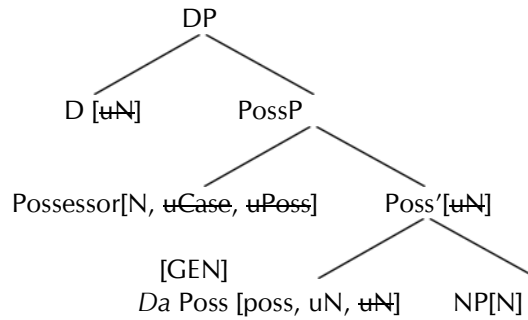 DP
D [uN]
PossP
Possessor[N, uCase, uPoss]
Poss’[uN]
[GEN]
Da Poss [poss, uN, uN]
NP[N]